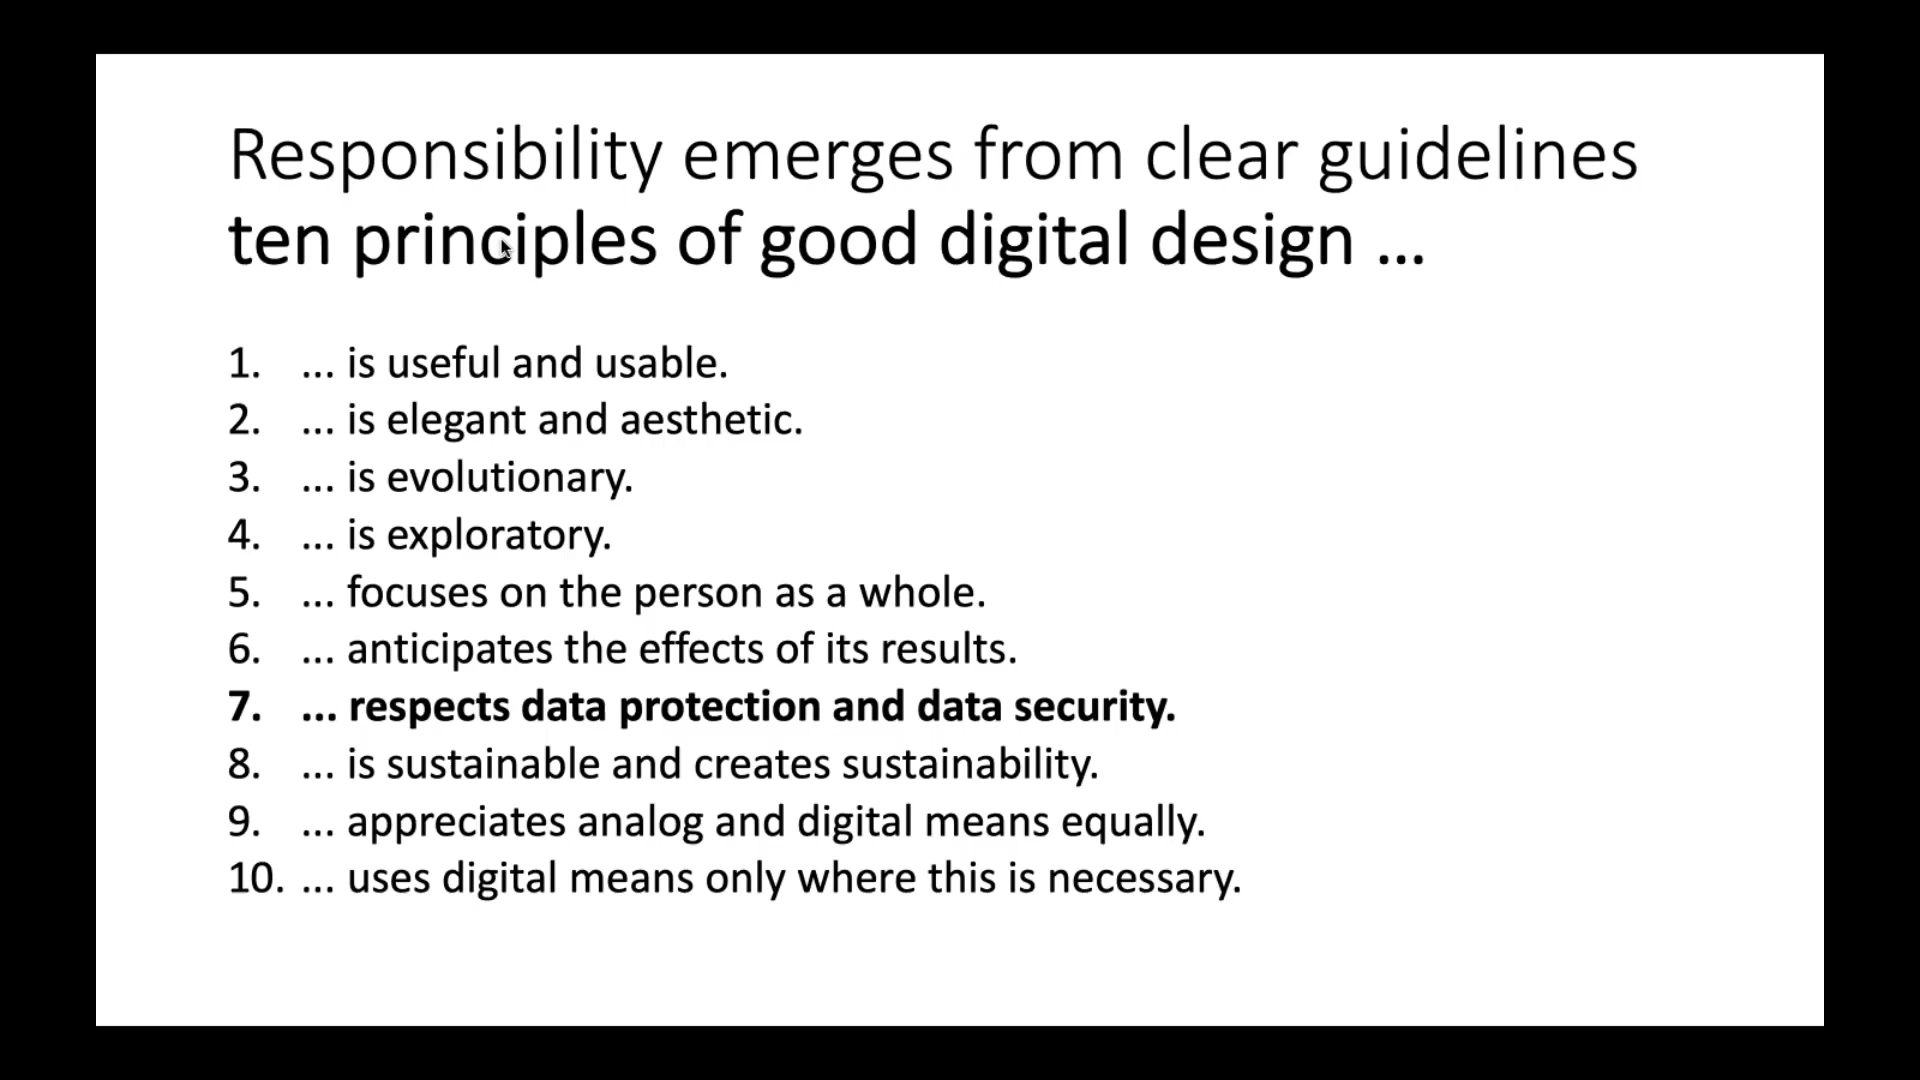 Responsibility emerges from clear guidelines
ten principles of good digital design ...
1. ... is useful and usable.
2. ... is elegant and aesthetic.
3. ... is evolutionary.
4. ... is exploratory.
5. ... focuses on the person as a whole.
6. ... anticipates the effects of its results.
7. ... respects data protection and data security.
8. ... is sustainable and creates sustainability.
9. ... appreciates analog and digital means equally.
10. ... uses digital means only where this is necessary.